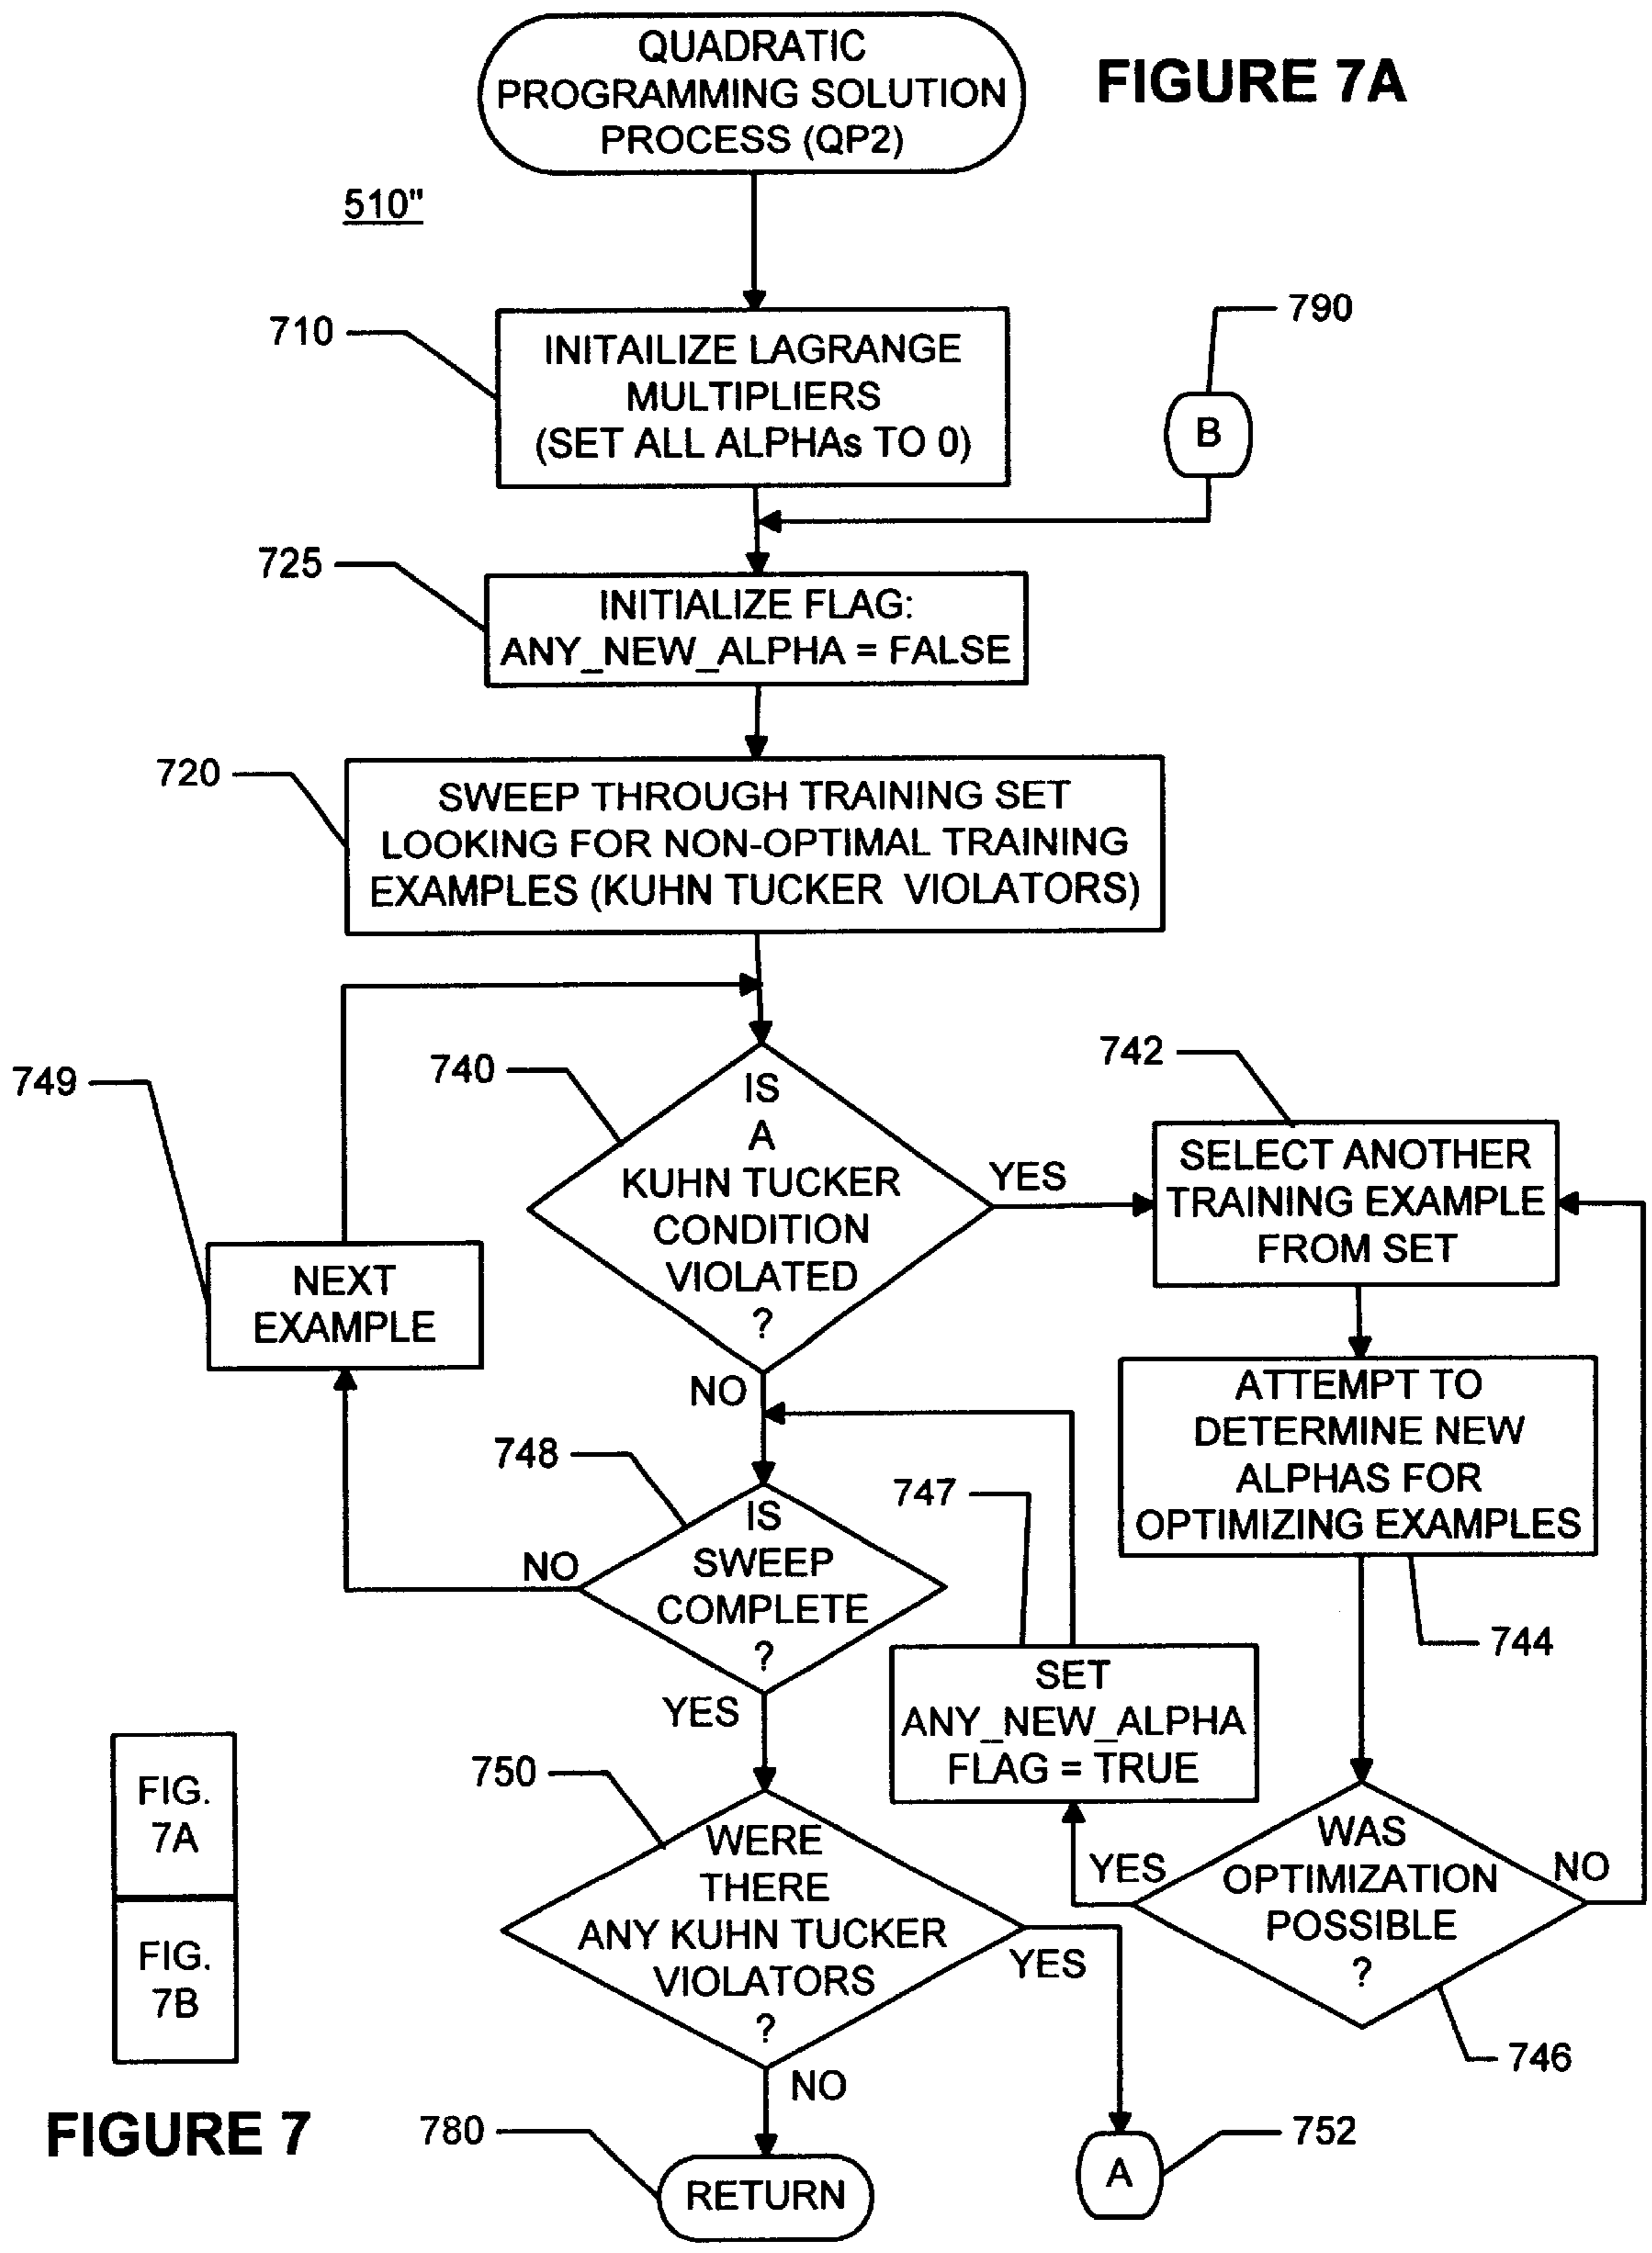 QUADRATIC
PROGRAMMING SOLUTION
PROCESS (QP2)
FIGURE 7A
510"
710
INITAILIZE LAGRANGE
MULTIPLIERS
(SET ALL ALPHAs TO 0)
790
B
725
INITIALIZE FLAG:
ANY_NEW_ALPHA = FALSE
720
SWEEP THROUGH TRAINING SET
LOOKING FOR NON-OPTIMAL TRAINING
EXAMPLES (KUHN TUCKER VIOLATORS)
740
IS
A
KUHN TUCKER
CONDITION
VIOLATED
?
YES
NO
742
SELECT ANOTHER
TRAINING EXAMPLE
FROM SET
749
NEXT
EXAMPLE
ATTEMPT TO
DETERMINE NEW
ALPHAS FOR
OPTIMIZING EXAMPLES
744
748
IS
SWEEP
COMPLETE
?
NO
YES
747
SET
ANY_NEW_ALPHA
FLAG = TRUE
WAS
OPTIMIZATION
POSSIBLE
?
YES
NO
746
750
WERE
THERE
ANY KUHN TUCKER
VIOLATORS
?
YES
NO
FIG.
7A
FIG.
7B
FIGURE 7
780
RETURN
A
752